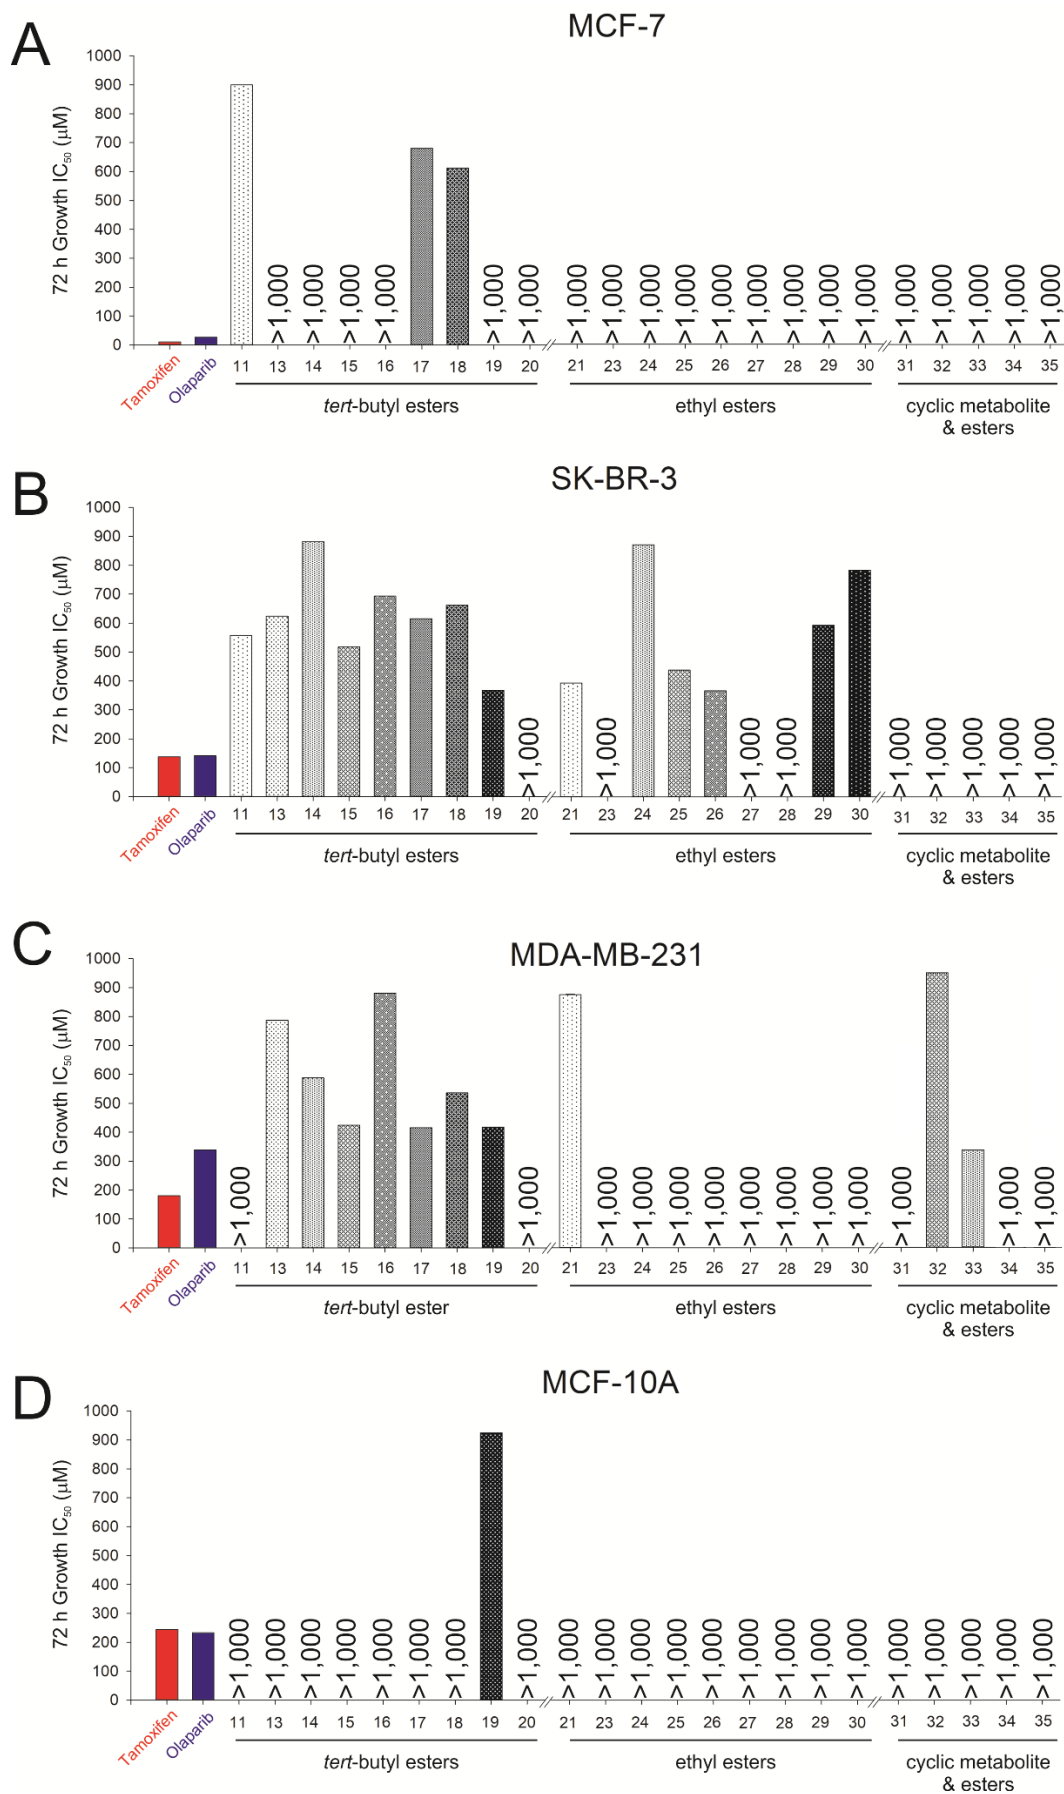 A
MCF-7
72 h Growth IC50 (μM)
1000
900
800
700
600
500
400
300
200
100
0
>1,000 >1,000 >1,000 >1,000 >1,000 >1,000 >1,000 >1,000 >1,000 >1,000 >1,000 >1,000 >1,000 >1,000 >1,000 >1,000 >1,000 >1,000 >1,000 >1,000
Tamoxifen Olaparib 11 13 14 15 16 17 18 19 20 21 23 24 25 26 27 28 29 30 31 32 33 34 35
tert-butyl esters ethyl esters cyclic metabolite
& esters
B
SK-BR-3
72 h Growth IC50 (μM)
1000
900
800
700
600
500
400
300
200
100
0
>1,000 >1,000 >1,000 >1,000 >1,000 >1,000 >1,000 >1,000 >1,000
Tamoxifen Olaparib 11 13 14 15 16 17 18 19 20 21 23 24 25 26 27 28 29 30 31 32 33 34 35
tert-butyl esters ethyl esters cyclic metabolite
& esters
C
MDA-MB-231
72 h Growth IC50 (μM)
1000
900
800
700
600
500
400
300
200
100
0
>1,000 >1,000 >1,000 >1,000 >1,000 >1,000 >1,000 >1,000 >1,000 >1,000 >1,000 >1,000 >1,000
Tamoxifen Olaparib 11 13 14 15 16 17 18 19 20 21 23 24 25 26 27 28 29 30 31 32 33 34 35
tert-butyl ester ethyl esters cyclic metabolite
& esters
D
MCF-10A
72 h Growth IC50 (μM)
1000
900
800
700
600
500
400
300
200
100
0
>1,000 >1,000 >1,000 >1,000 >1,000 >1,000 >1,000 >1,000 >1,000 >1,000 >1,000 >1,000 >1,000 >1,000 >1,000 >1,000 >1,000 >1,000 >1,000 >1,000 >1,000 >1,000
Tamoxifen Olaparib 11 13 14 15 16 17 18 19 20 21 23 24 25 26 27 28 29 30 31 32 33 34 35
tert-butyl esters ethyl esters cyclic metabolite
& esters